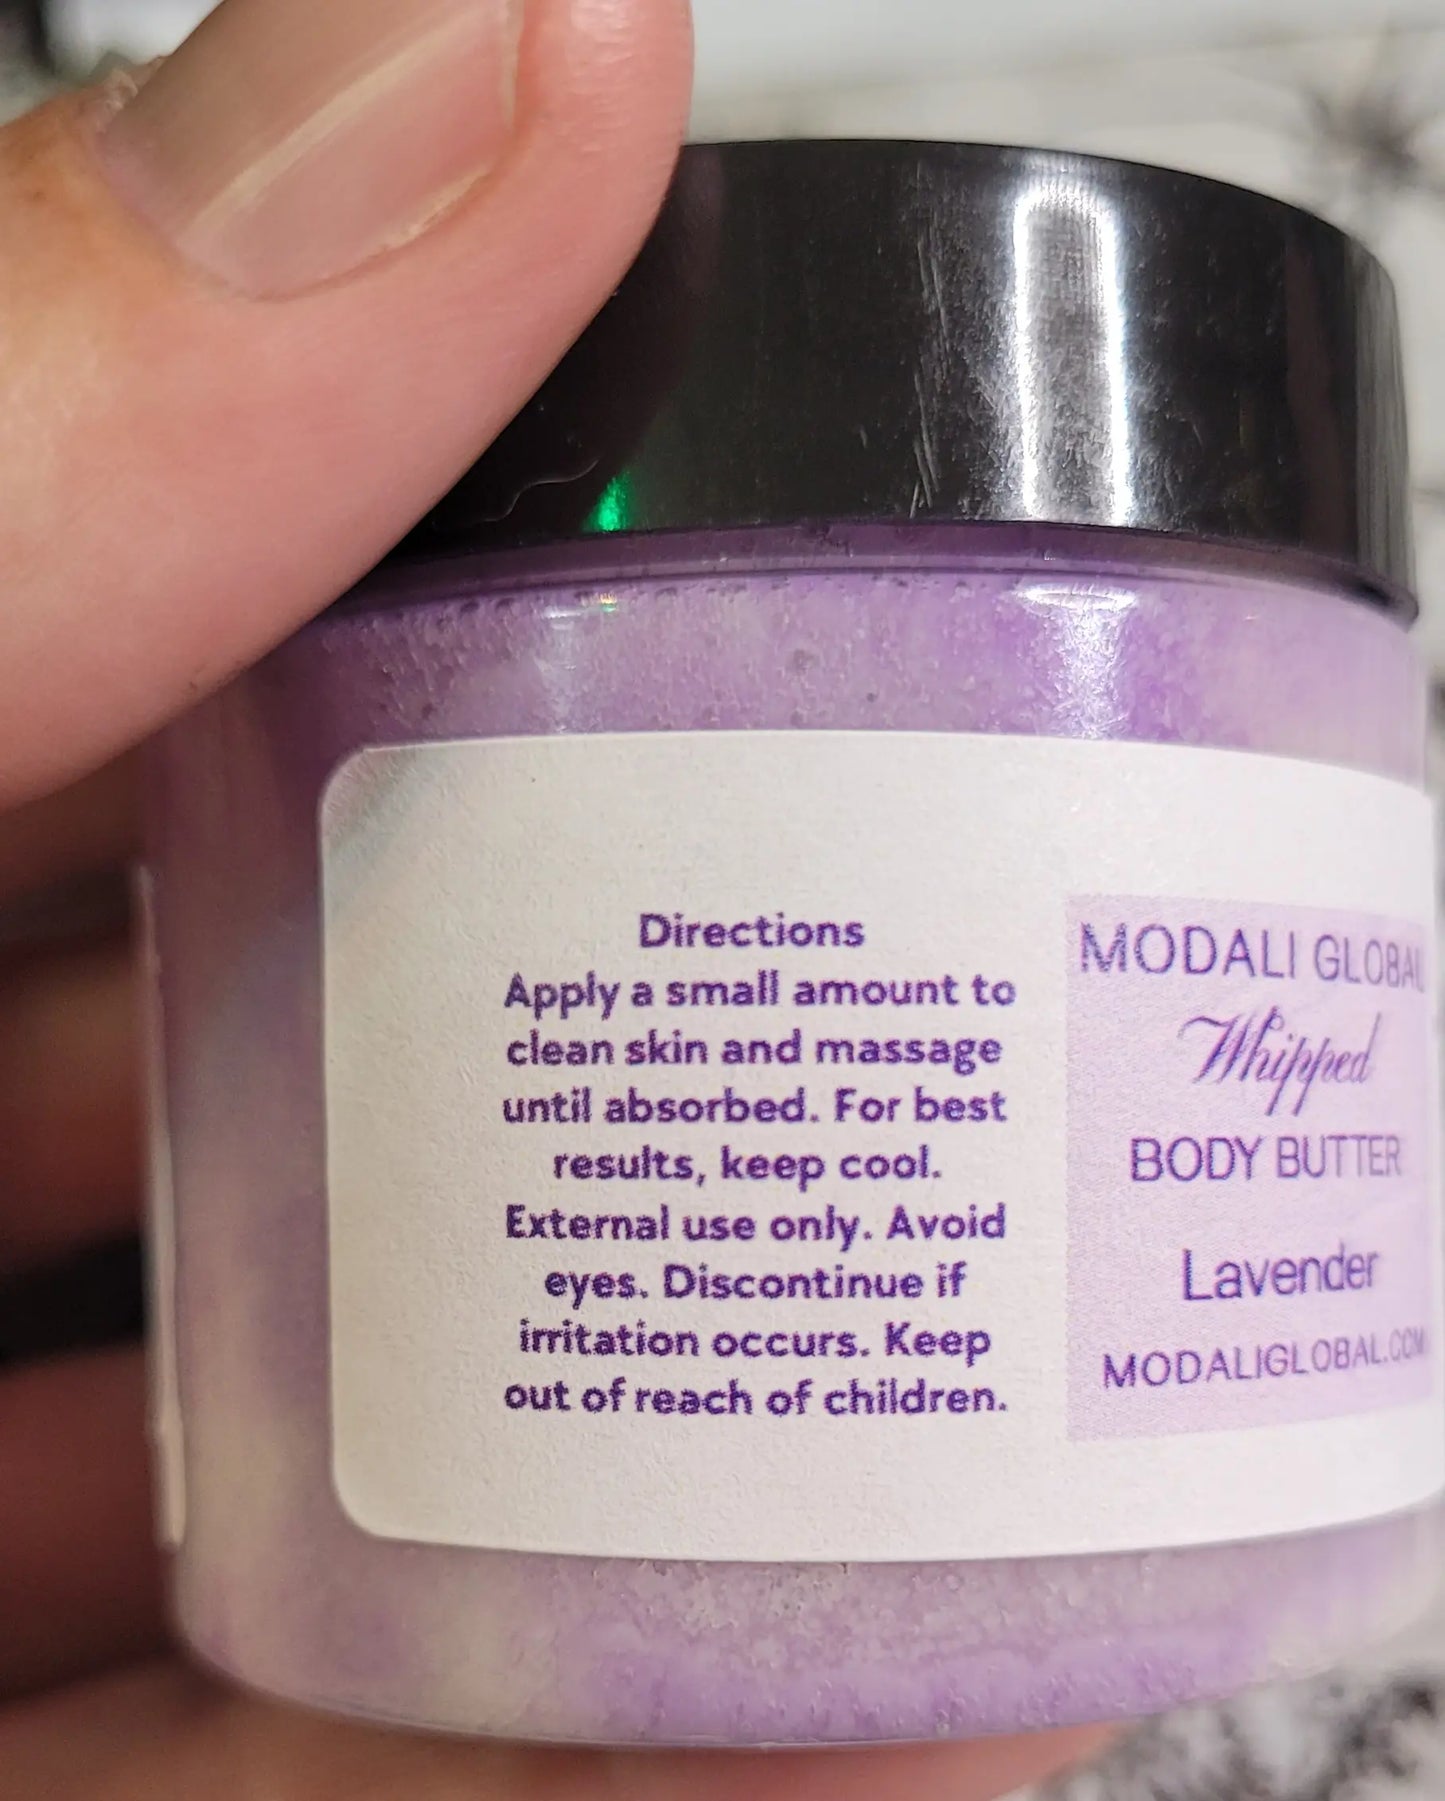 Directions
Apply a small amount to
clean skin and massage
until absorbed. For best
results, keep cool.
External use only. Avoid
eyes. Discontinue if
irritation occurs. Keep
out of reach of children.
MODALI GLOBAL
Whipped
BODY BUTTER
Lavender
MODALIGLOBAL.COM